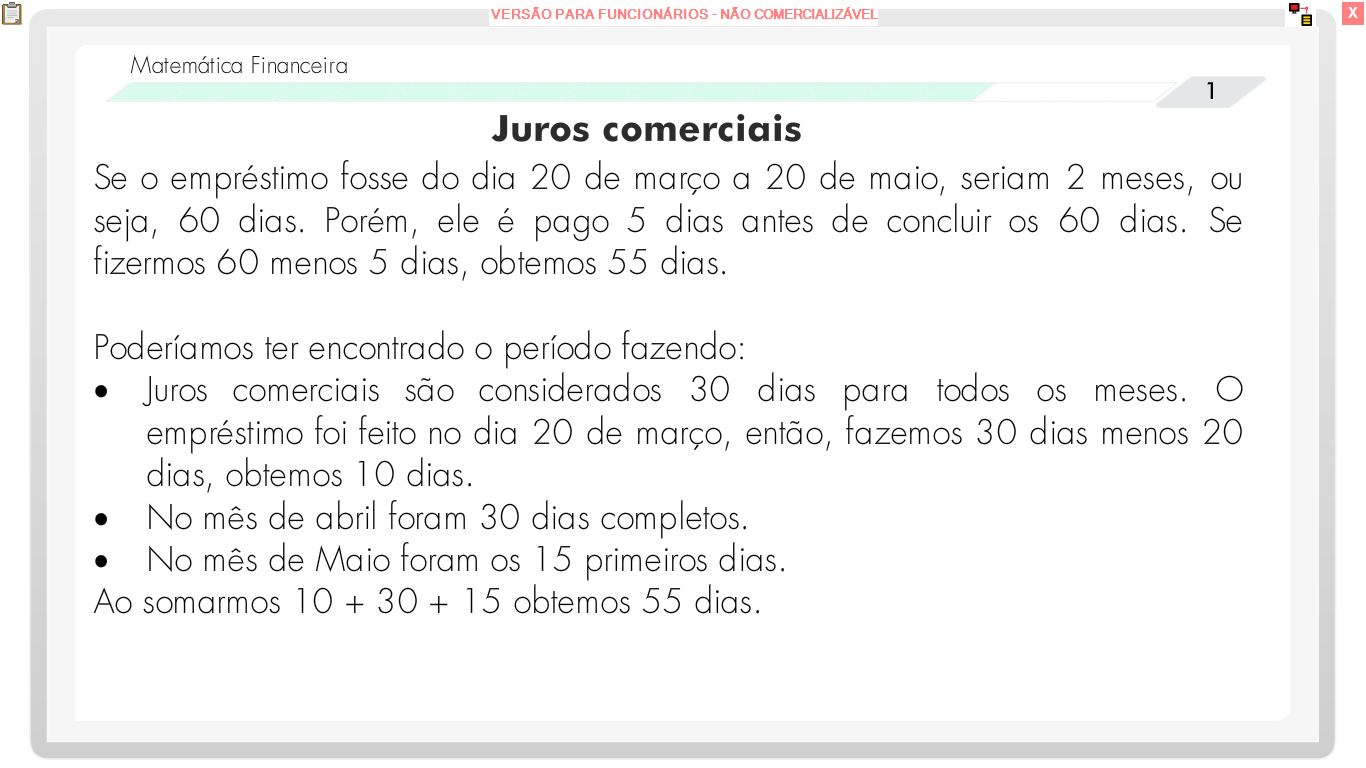 VERSÃO PARA FUNCIONÁRIOS - NÃO COMERCIALIZÁVEL
X
Matemática Financeira
1
Juros comerciais
Se o empréstimo fosse do dia 20 de março a 20 de maio, seriam 2 meses, ou
seja, 60 dias. Porém, ele é pago 5 dias antes de concluir os 60 dias. Se
fizermos 60 menos 5 dias, obtemos 55 dias.
Poderíamos ter encontrado o período fazendo:
• Juros comerciais são considerados 30 dias para todos os meses. O
empréstimo foi feito no dia 20 de março, então, fazemos 30 dias menos 20
dias, obtemos 10 dias.
• No mês de abril foram 30 dias completos.
• No mês de Maio foram os 15 primeiros dias.
Ao somarmos 10 + 30 + 15 obtemos 55 dias.